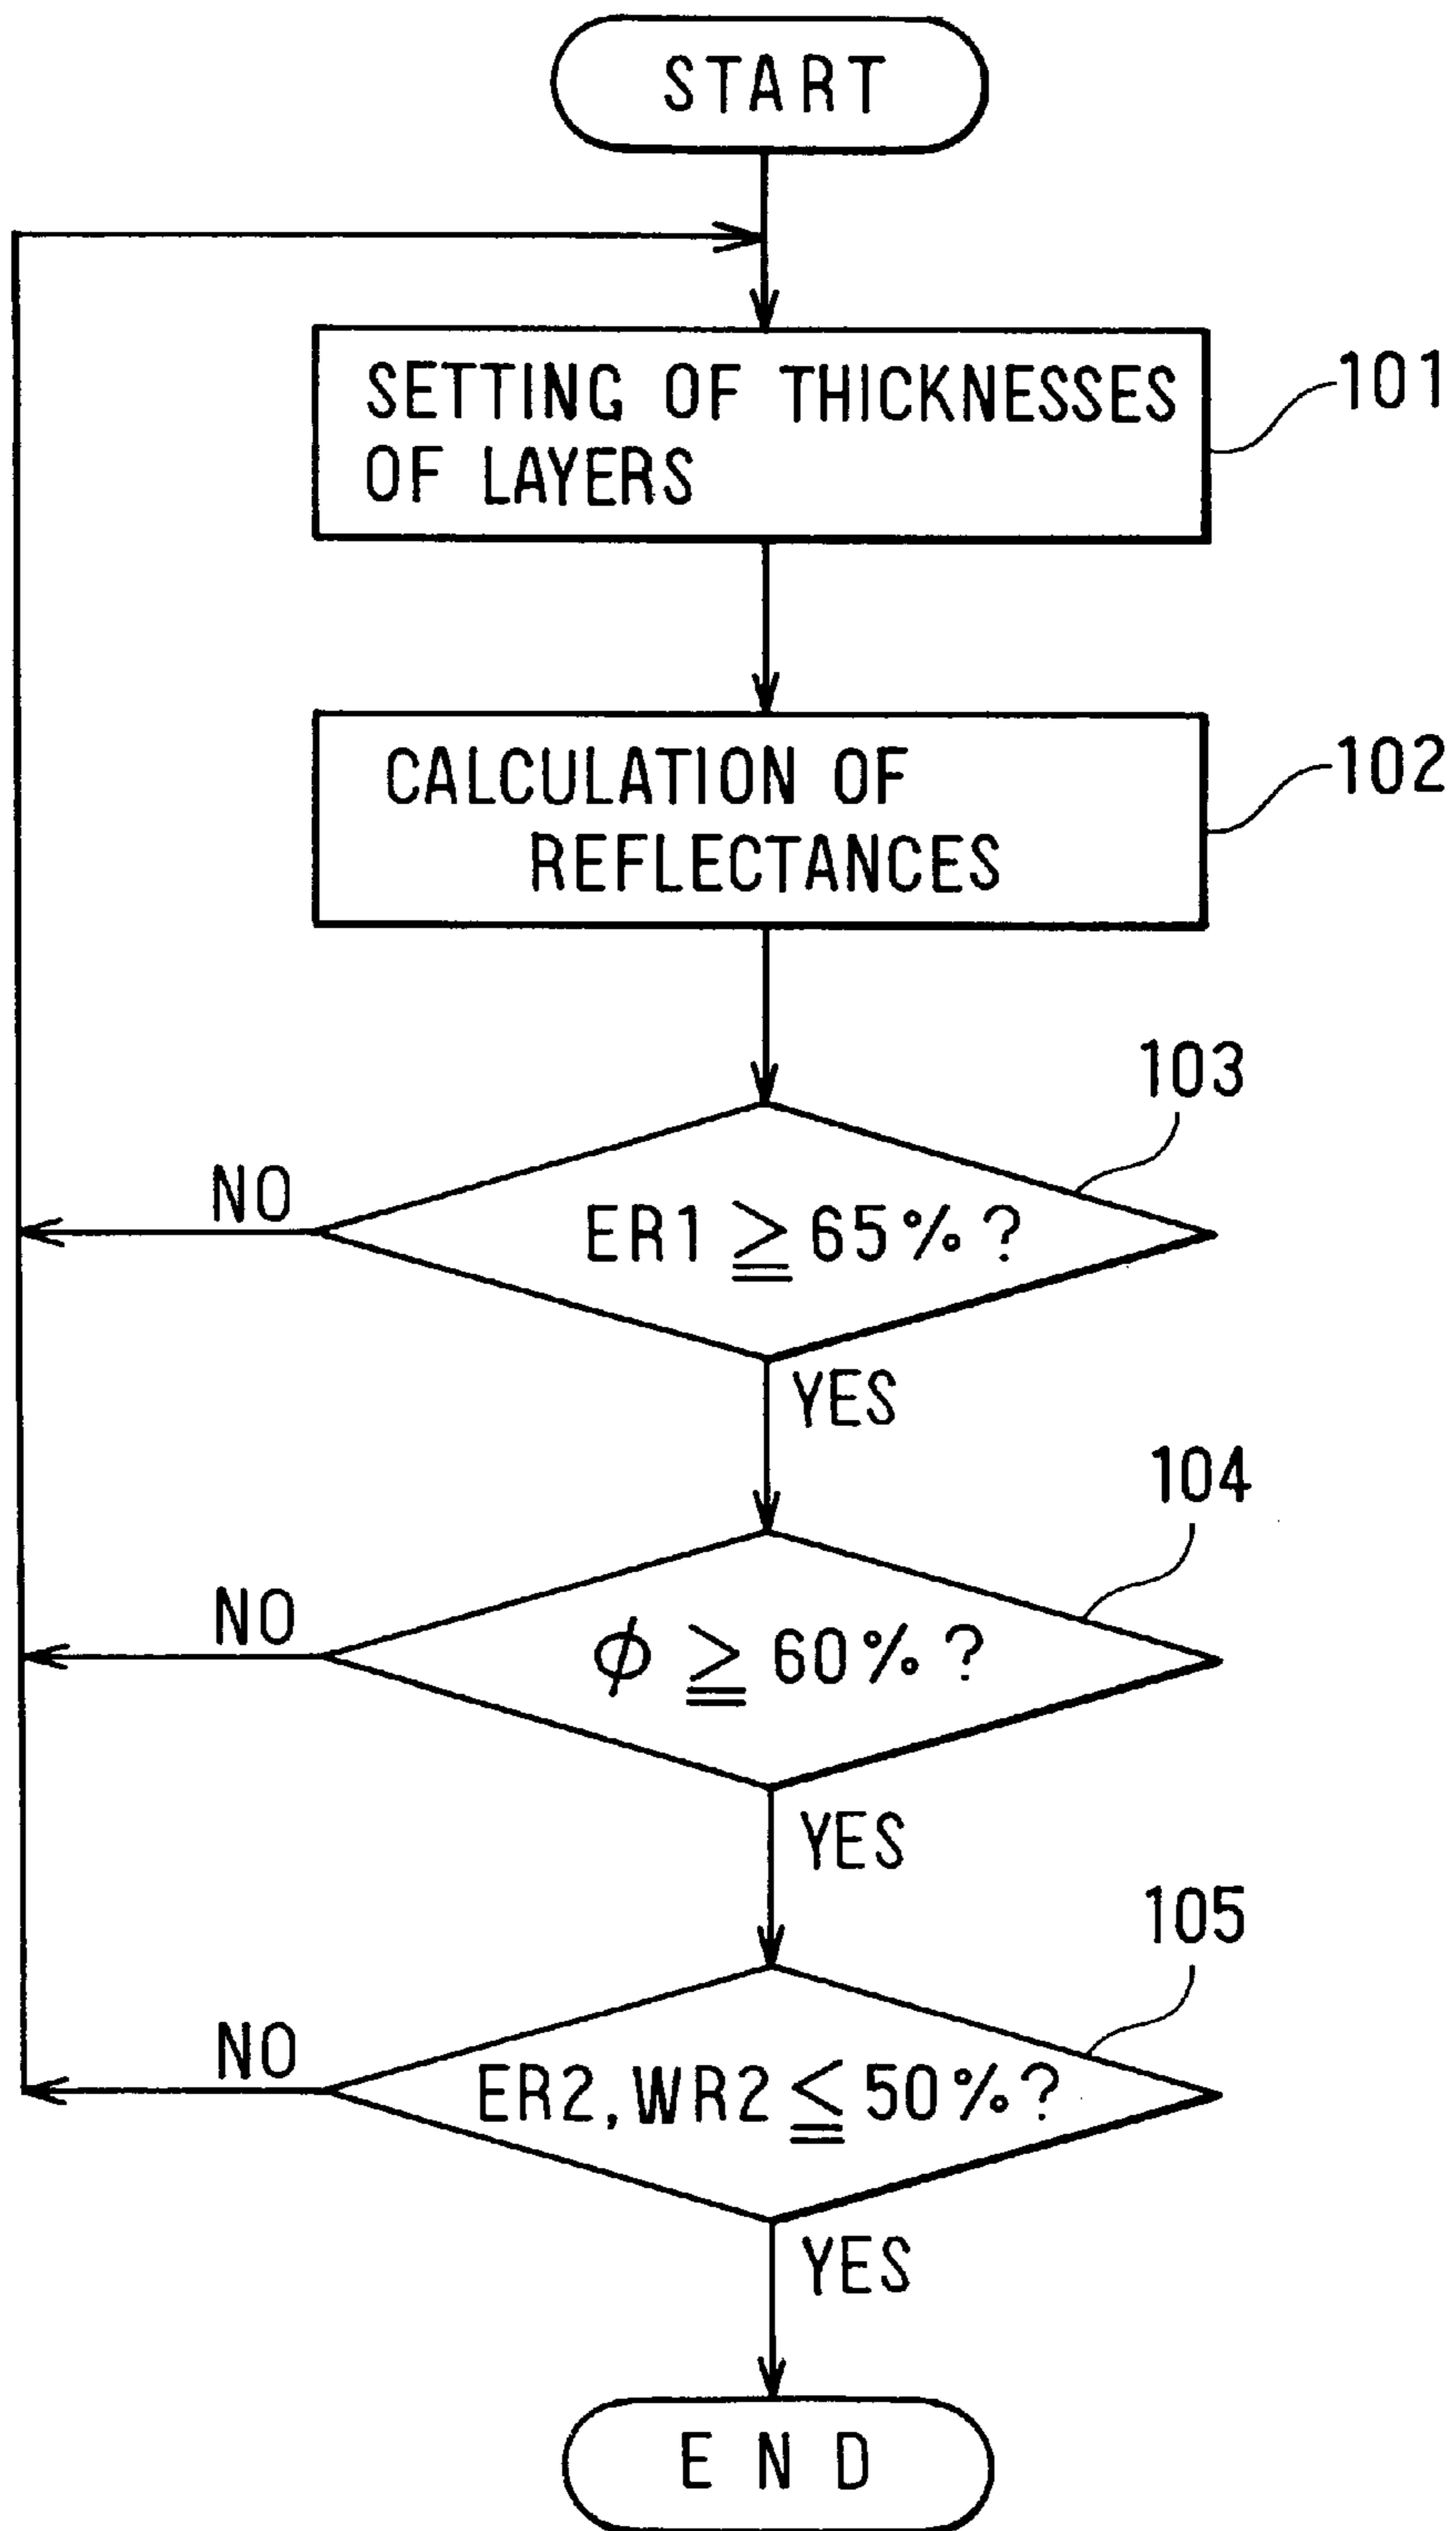 START
SETTING OF THICKNESSES
OF LAYERS
101
CALCULATION OF
REFLECTANCES
102
103
NO
ER1 ≧ 65%?
YES
104
NO
ϕ ≧ 60%?
YES
105
NO
ER2, WR2 ≦ 50%?
YES
END